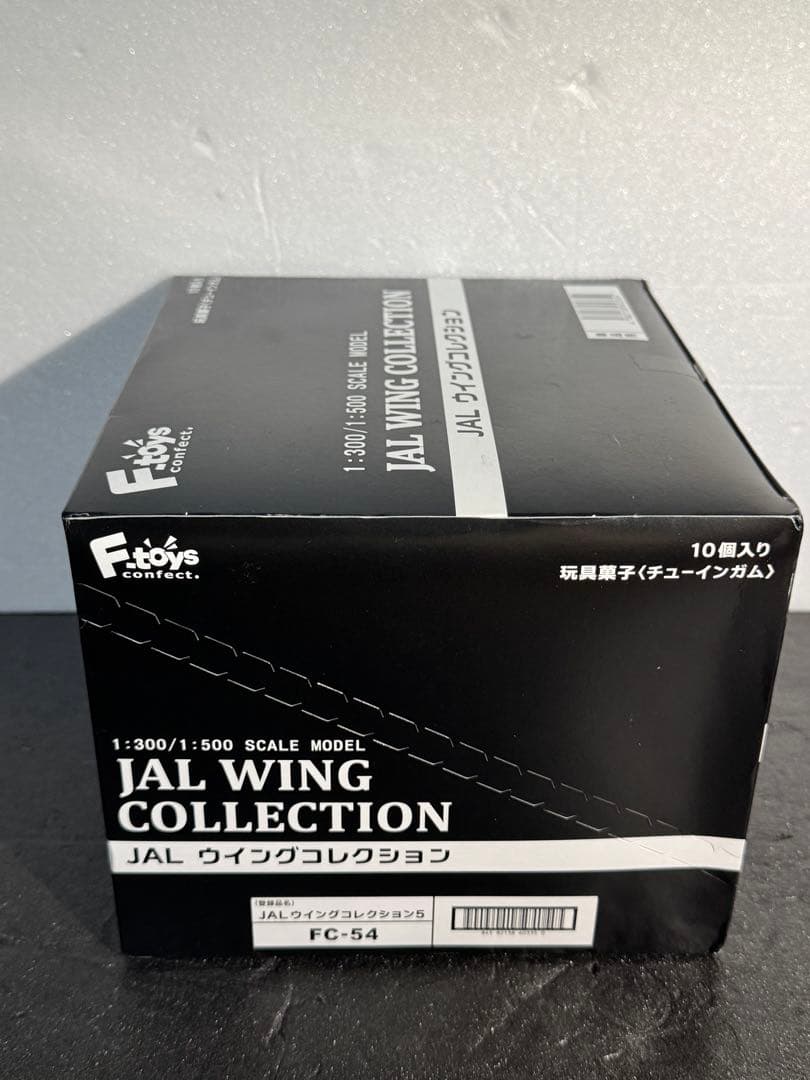 F-toys
confect.
1:300/1:500 SCALE MODEL
JAL WING COLLECTION
JAL ウイングコレクション
F-toys
confect.
10個入り
玩具菓子〈チューインガム〉
1:300/1:500 SCALE MODEL
JAL WING
COLLECTION
JAL ウイングコレクション
(登録品名)
JALウイングコレクション5
FC-54